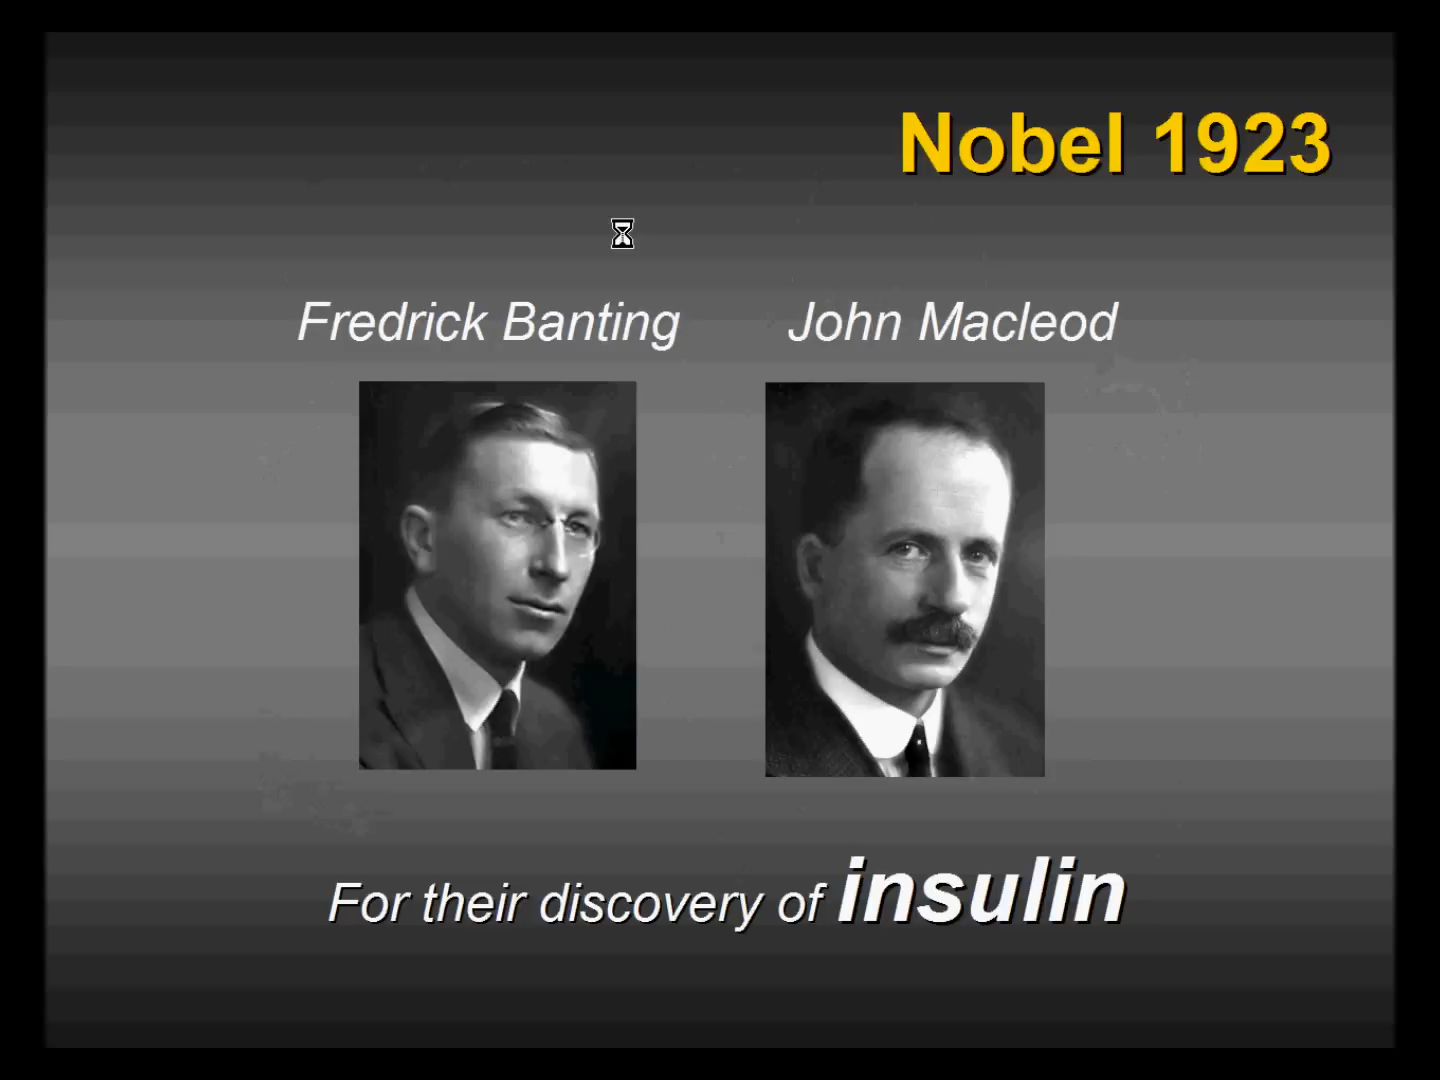 Nobel 1923
Fredrick Banting John Macleod
For their discovery of insulin